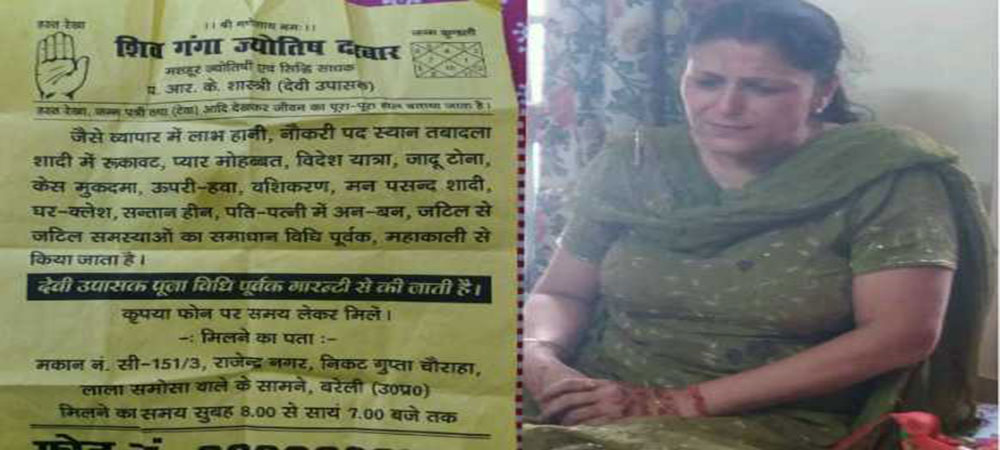 ।। श्री गणेशाय नमः ।।
हस्त रेखा
जन्म कुण्डली
शिव गंगा ज्योतिष दरबार
मशहूर ज्योतिषी एवं सिद्धि साधक
पं. आर. के. शास्त्री (देवी उपासक)
हस्त रेखा, जन्म पत्री तथा (टेवा) आदि देखकर जीवन का पूरा-पूरा हाल बताया जाता है।
जैसे व्यापार में लाभ हानी, नौकरी पद स्थान तबादला
शादी में रूकावट, प्यार मोहब्बत, विदेश यात्रा, जादू टोना,
केस मुकदमा, ऊपरी-हवा, वशिकरण, मन पसन्द शादी,
घर-क्लेश, सन्तान हीन, पति-पत्नी में अन-बन, जटिल से
जटिल समस्याओं का समाधान विधि पूर्वक, महाकाली से
किया जाता है।
देवी उपासक पूजा विधि पूर्वक गारन्टी से की जाती है।
कृपया फोन पर समय लेकर मिलें।
-: मिलने का पता :-
मकान नं. सी-151/3, राजेन्द्र नगर, निकट गुप्ता चौराहा,
लाला समोसा वाले के सामने, बरेली (उ0प्र0)
मिलने का समय सुबह 8.00 से सायं 7.00 बजे तक
फोन नं.